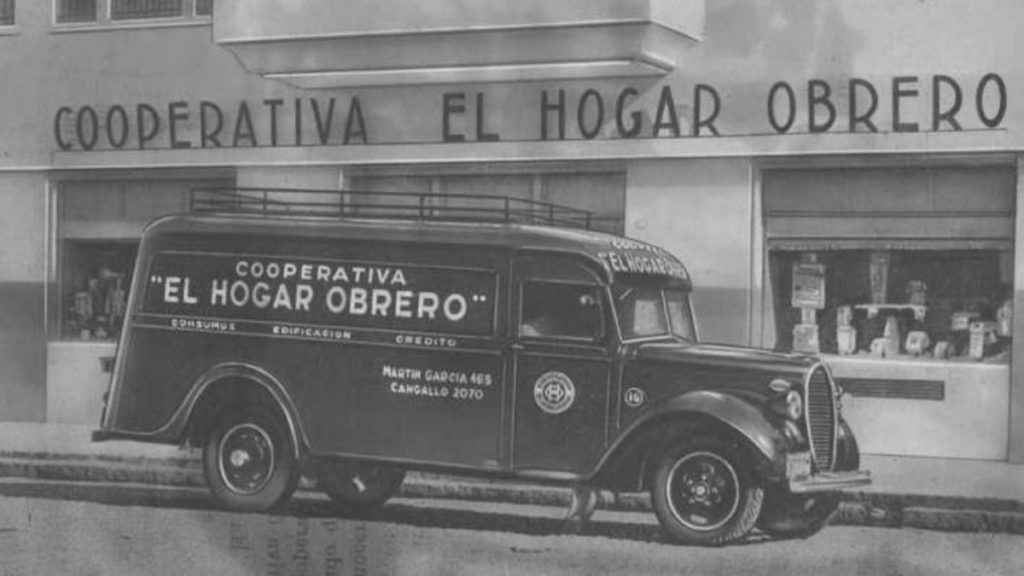 COOPERATIVA EL HOGAR OBRERO
"EL HOGAR OBRERO"
COOPERATIVA
"EL HOGAR OBRERO"
CONSUMOS EDIFICACION CREDITO
MARTIN GARCIA 465
CANGALLO 2070
16